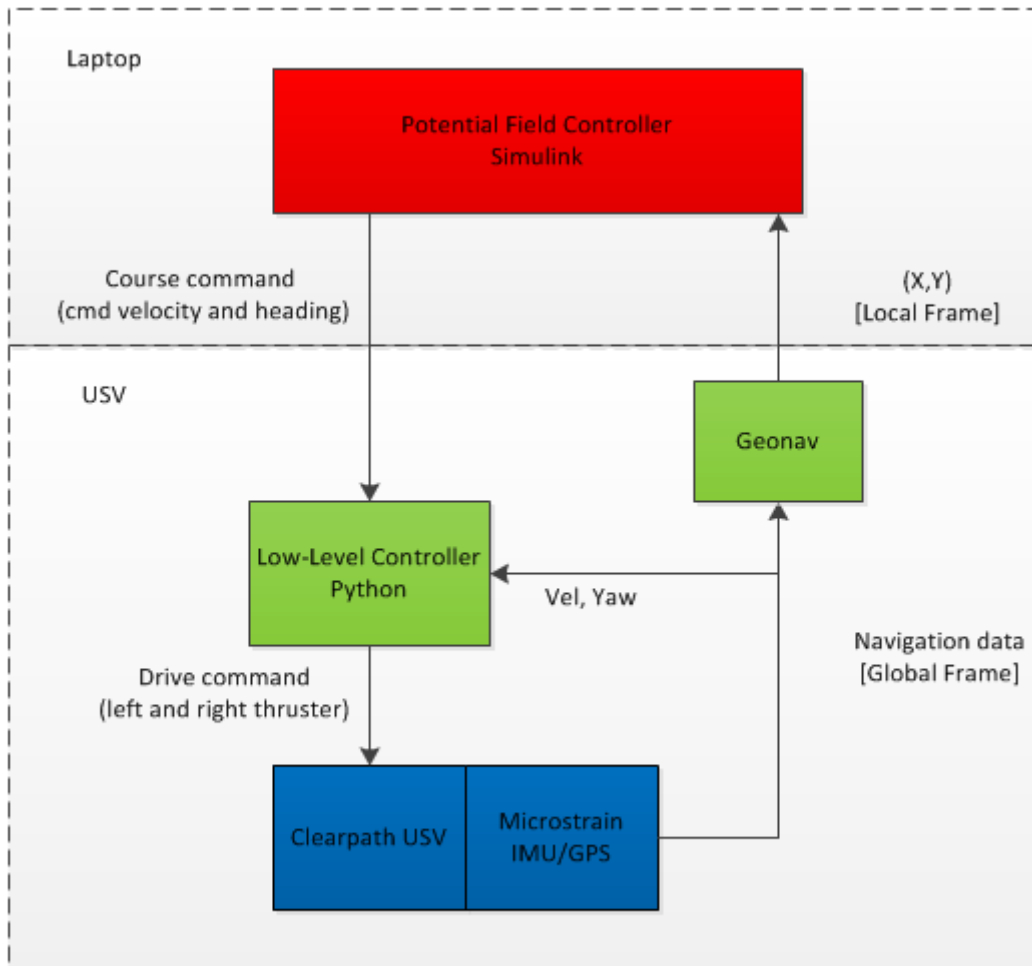 Laptop
Potential Field Controller
Simulink
Course command
(cmd velocity and heading)
(X,Y)
[Local Frame]
USV
Geonav
Low-Level Controller
Python
Vel, Yaw
Navigation data
[Global Frame]
Drive command
(left and right thruster)
Clearpath USV
Microstrain
IMU/GPS